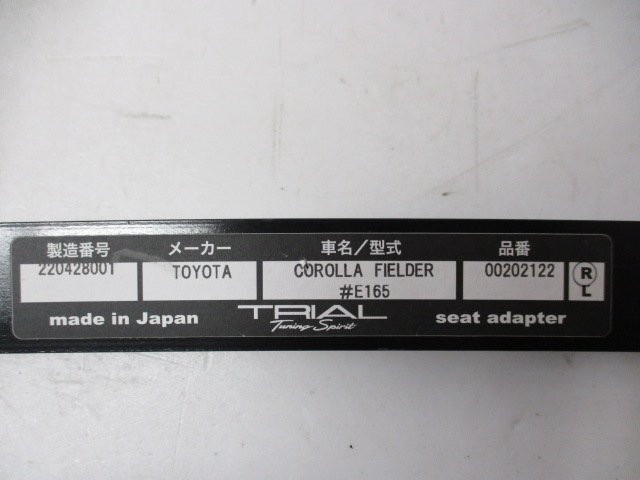 製造番号 メーカー 車名/型式 品番
220428001 TOYOTA COROLLA FIELDER 00202122 R
#E165 L
made in Japan TRIAL seat adapter
Tuning Spirit